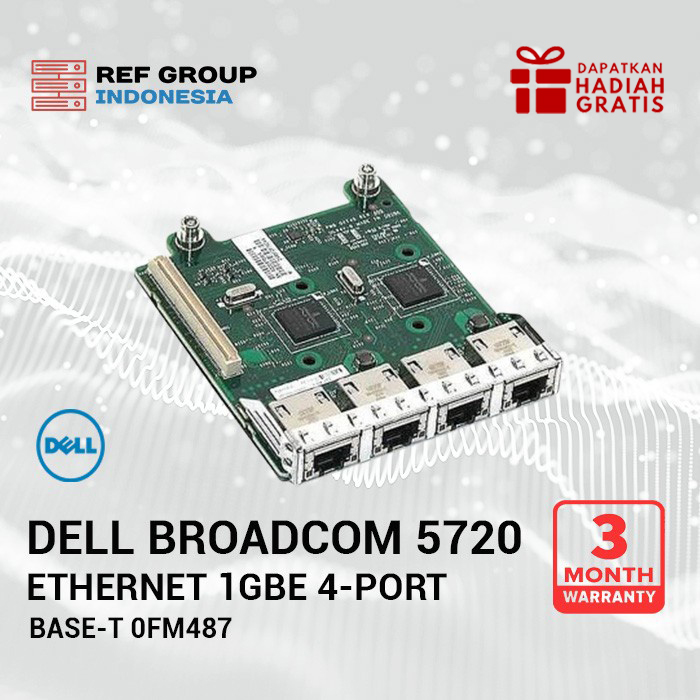 REF GROUP
INDONESIA
DAPATKAN
HADIAH
GRATIS
DELL
DELL BROADCOM 5720
ETHERNET 1GBE 4-PORT
BASE-T 0FM487
3
MONTH
WARRANTY